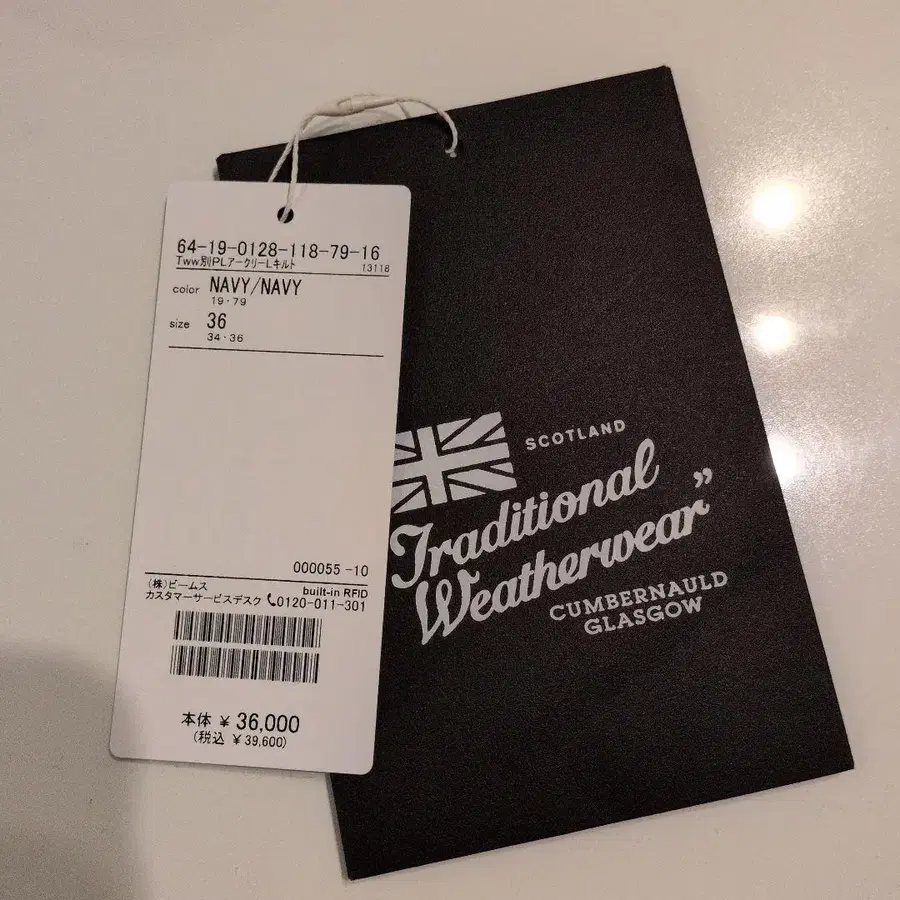 64-19-0128-118-79-16
Tww別PLアークリーLキルト 13118
color NAVY/NAVY
19・79
size 36
34・36
000055 -10
(株)ビームス built-in RFID
カスタマーサービスデスク 0120-011-301
本体 ¥ 36,000
(税込 ¥ 39,600)
SCOTLAND
Traditional
Weatherwear”
CUMBERNAULD
GLASGOW